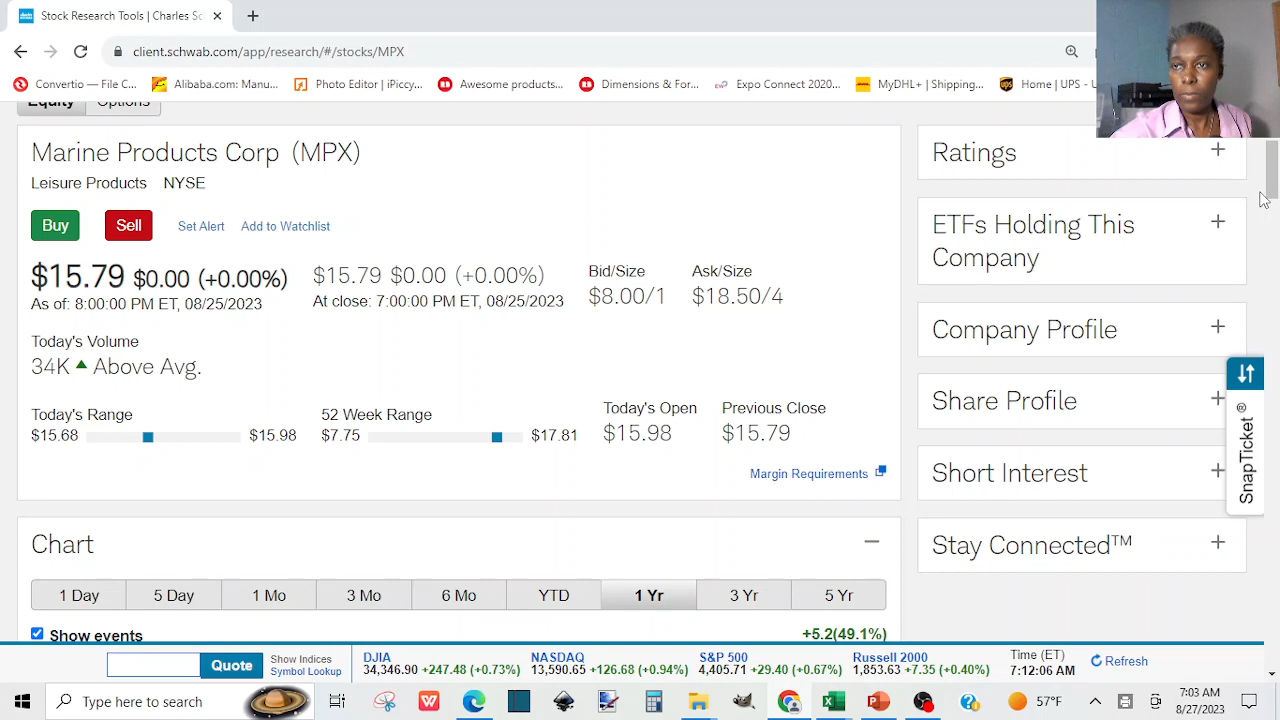 Stock Research Tools | Charles Sc
client.schwab.com/app/research/#/stocks/MPX
Convertio — File C...
Alibaba.com: Manu...
Photo Editor | iPiccy...
Awesome products...
Dimensions & For...
Expo Connect 2020...
MyDHL+ | Shipping...
Home | UPS -
Equity Options
Marine Products Corp (MPX)
Leisure Products NYSE
Buy Sell Set Alert Add to Watchlist
$15.79 $0.00 (+0.00%)
As of: 8:00:00 PM ET, 08/25/2023
$15.79 $0.00 (+0.00%)
At close: 7:00:00 PM ET, 08/25/2023
Bid/Size
$8.00/1
Ask/Size
$18.50/4
Today's Volume
34K Above Avg.
Today's Range
$15.68 $15.98
52 Week Range
$7.75 $17.81
Today's Open
$15.98
Previous Close
$15.79
Margin Requirements
Chart
1 Day 5 Day 1 Mo 3 Mo 6 Mo YTD 1 Yr 3 Yr 5 Yr
Show events
+5.2(49.1%)
Ratings
ETFs Holding This
Company
Company Profile
Share Profile
Short Interest
Stay Connected™
SnapTicket®
Quote
Show Indices
Symbol Lookup
DJIA
34,346.90 +247.48 (+0.73%)
NASDAQ
13,590.65 +126.68 (+0.94%)
S&P 500
4,405.71 +29.40 (+0.67%)
Russell 2000
1,853.63 +7.35 (+0.40%)
Time (ET)
7:12:06 AM
Refresh
Type here to search
57°F
7:03 AM
8/27/2023